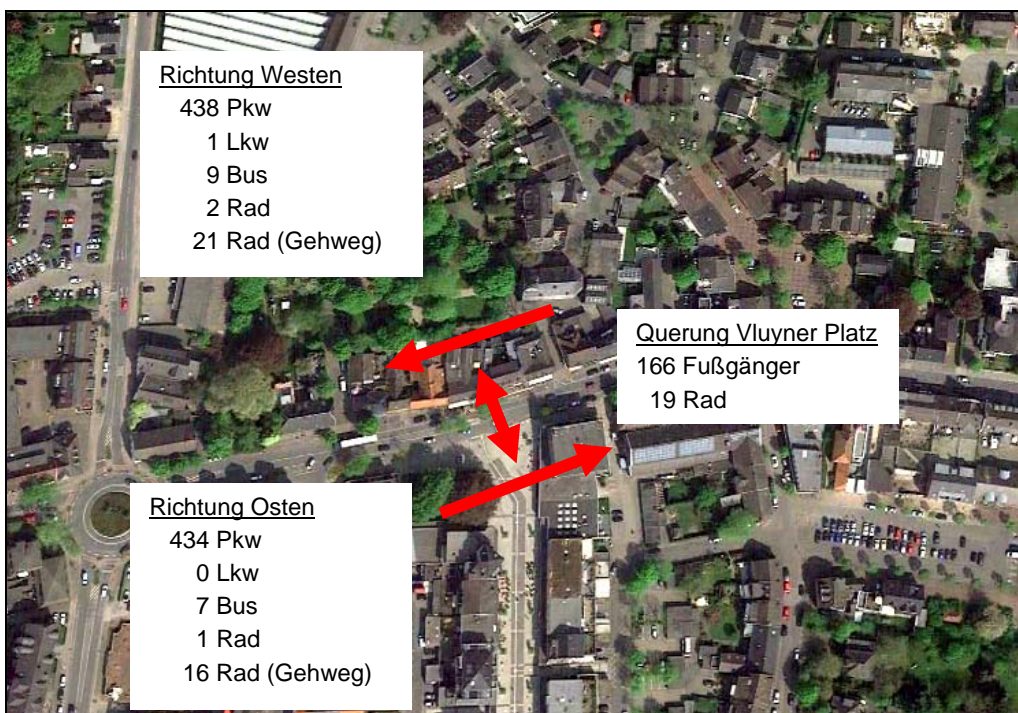 Richtung Westen
438 Pkw
1 Lkw
9 Bus
2 Rad
21 Rad (Gehweg)
Querung Vluyner Platz
166 Fußgänger
19 Rad
Richtung Osten
434 Pkw
0 Lkw
7 Bus
1 Rad
16 Rad (Gehweg)